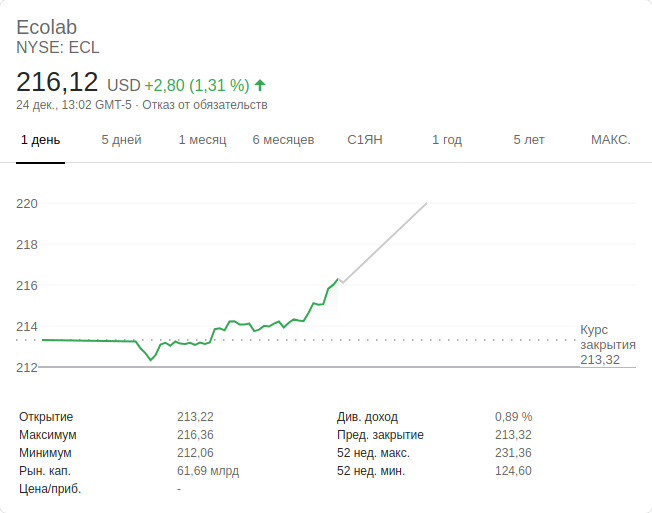 Ecolab
NYSE: ECL
216,12 USD +2,80 (1,31 %)
24 дек., 13:02 GMT-5 · Отказ от обязательств
1 день 5 дней 1 месяц 6 месяцев С1ЯН 1 год 5 лет МАКС.
220
218
216
214
212
Курс
закрытия
213,32
Открытие 213,22 Див. доход 0,89 %
Максимум 216,36 Пред. закрытие 213,32
Минимум 212,06 52 нед. макс. 231,36
Рын. кап. 61,69 млрд 52 нед. мин. 124,60
Цена/приб. -